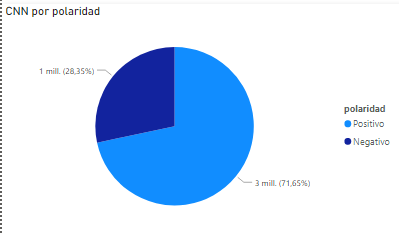 CNN por polaridad
1 mill. (28,35%)
polaridad
Positivo
Negativo
3 mill. (71,65%)